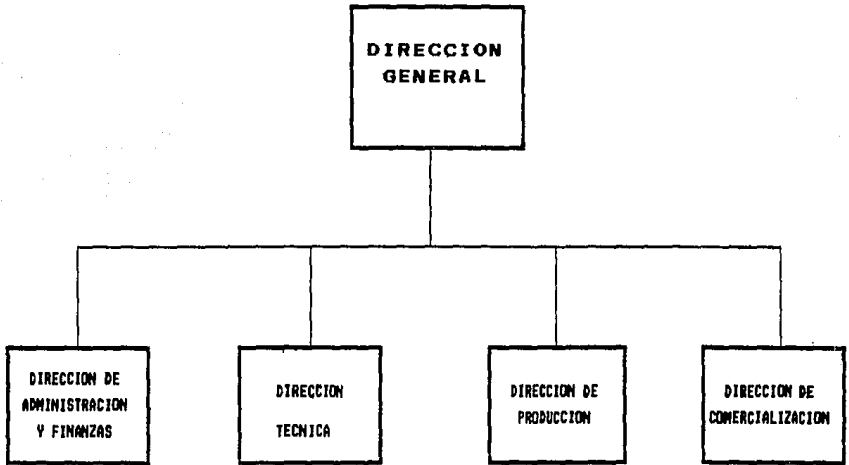 DIRECCION
GENERAL
DIRECCION DE
ADMINISTRACION
Y FINANZAS
DIRECCION
TECNICA
DIRECCION DE
PRODUCCION
DIRECCION DE
COMERCIALIZACION